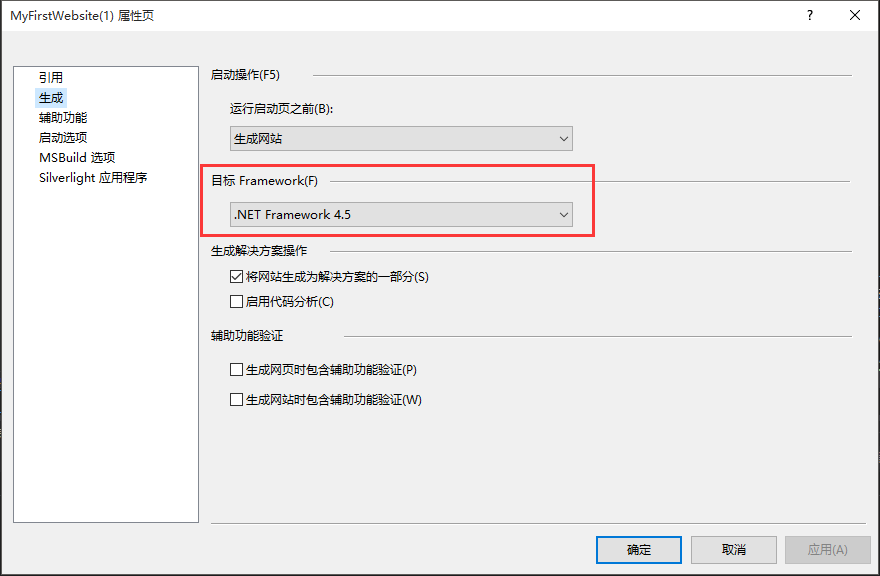 MyFirstWebsite(1) 属性页
?
引用
生成
辅助功能
启动选项
MSBuild 选项
Silverlight 应用程序
启动操作(F5)
运行启动页之前(B):
生成网站
目标 Framework(F)
.NET Framework 4.5
生成解决方案操作
将网站生成为解决方案的一部分(S)
启用代码分析(C)
辅助功能验证
生成网页时包含辅助功能验证(P)
生成网站时包含辅助功能验证(W)
确定
取消
应用(A)